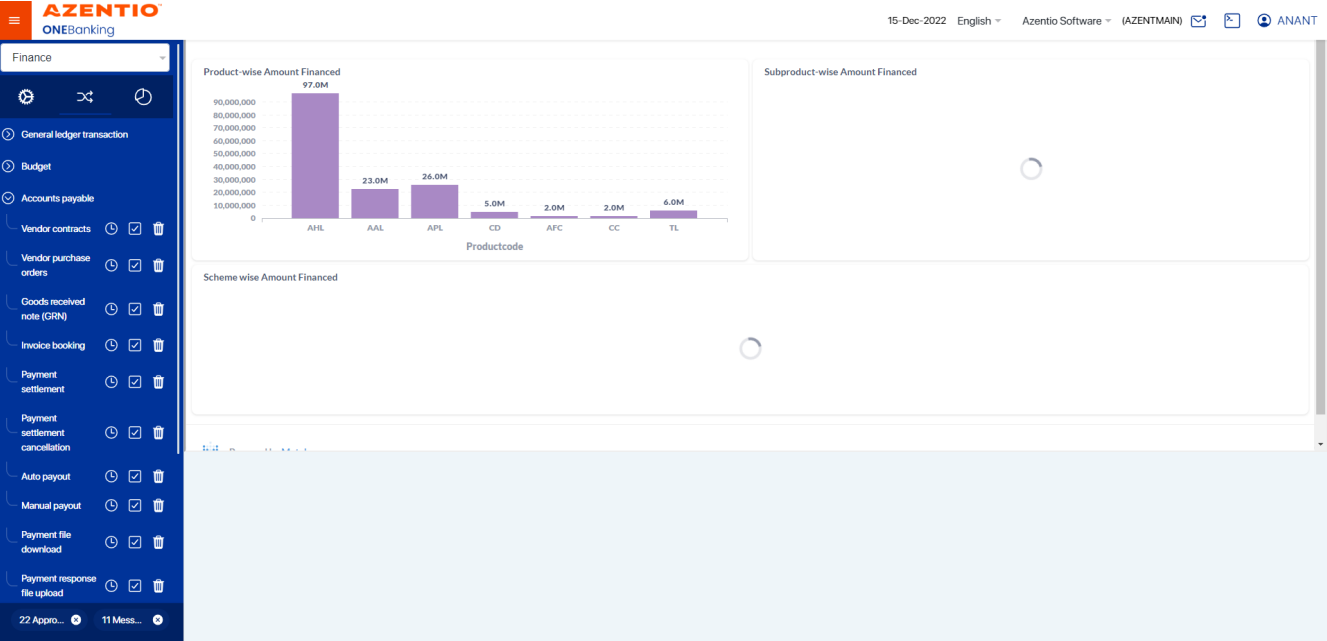 AZENTIO
ONEBanking
15-Dec-2022 English Azentio Software (AZENTMAIN) ANANT
Finance
General ledger transaction
Budget
Accounts payable
Vendor contracts
Vendor purchase
orders
Goods received
note (GRN)
Invoice booking
Payment
settlement
Payment
settlement
cancellation
Auto payout
Manual payout
Payment file
download
Payment response
file upload
22 Appro...
11 Mess...
Product-wise Amount Financed
97.0M
90,000,000
80,000,000
70,000,000
60,000,000
50,000,000
40,000,000
30,000,000
20,000,000
10,000,000
0
23.0M
26.0M
5.0M
2.0M
2.0M
6.0M
AHL AAL APL CD AFC CC TL
Productcode
Subproduct-wise Amount Financed
Scheme wise Amount Financed